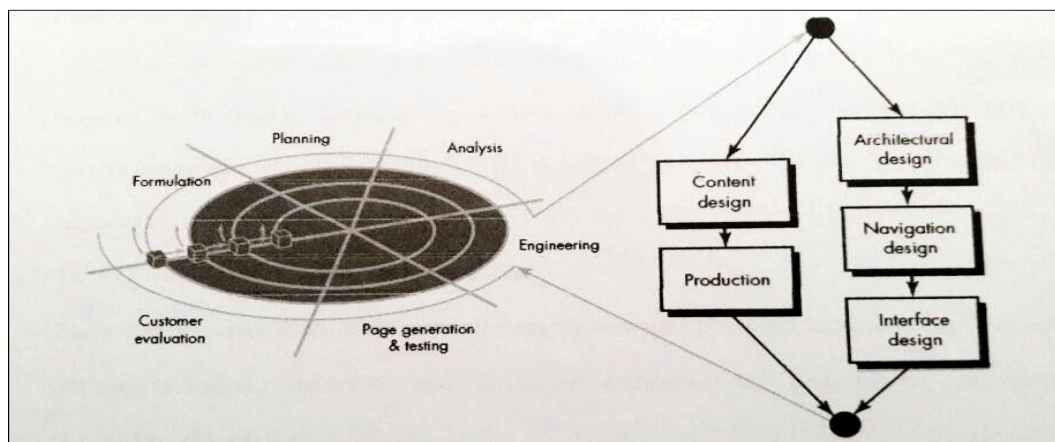 Planning
Analysis
Formulation
Engineering
Customer
evaluation
Page generation
& testing
Content
design
Production
Architectural
design
Navigation
design
Interface
design